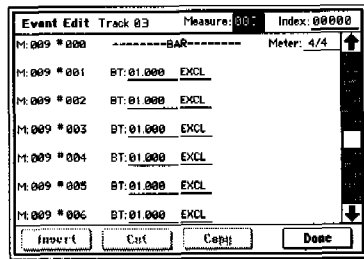 Event Edit Track 03 Measure: 000 Index: 00000
M: 009 #000 ---------BAR--------- Meter: 4/4
M: 009 #001 BT: 01.000 EXCL
M: 009 #002 BT: 01.000 EXCL
M: 009 #003 BT: 01.000 EXCL
M: 009 #004 BT: 01.000 EXCL
M: 009 #005 BT: 01.000 EXCL
M: 009 #006 BT: 01.000 EXCL
Insert Cut Copy Done